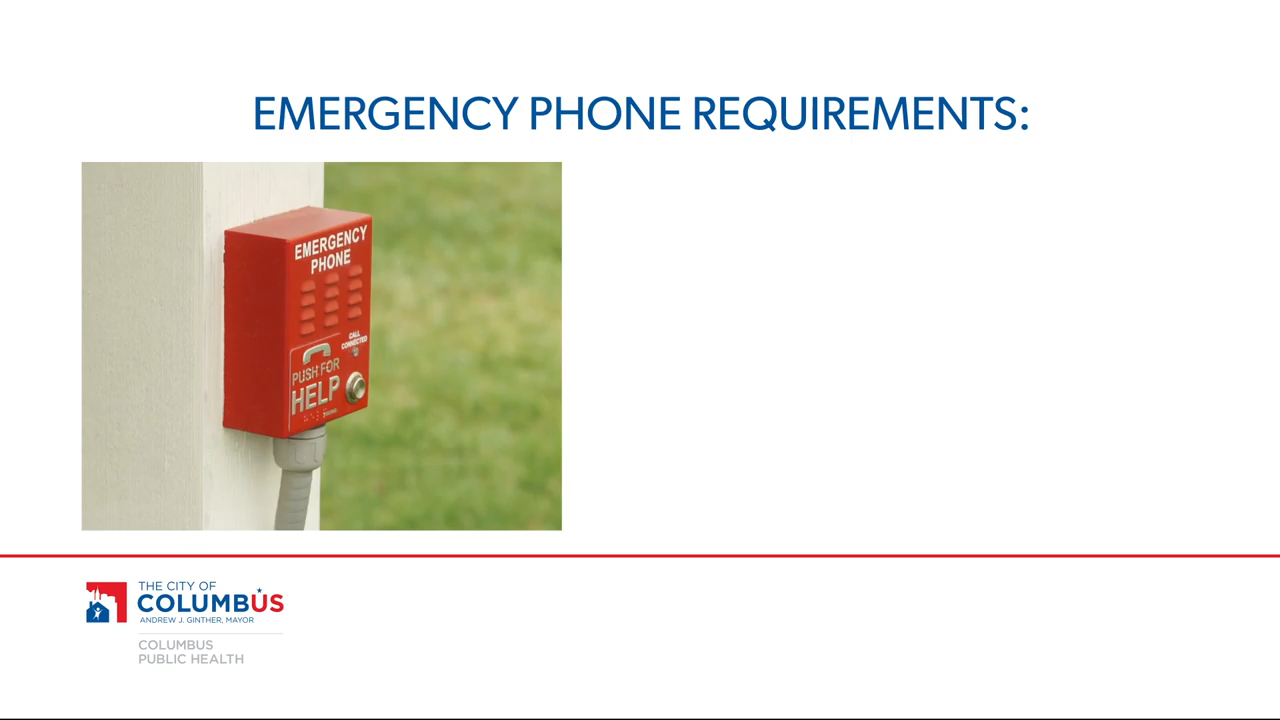 EMERGENCY PHONE REQUIREMENTS:
EMERGENCY
PHONE
CALL
CONNECTED
PUSH FOR
HELP
THE CITY OF
COLUMBUS
ANDREW J. GINTHER, MAYOR
COLUMBUS
PUBLIC HEALTH